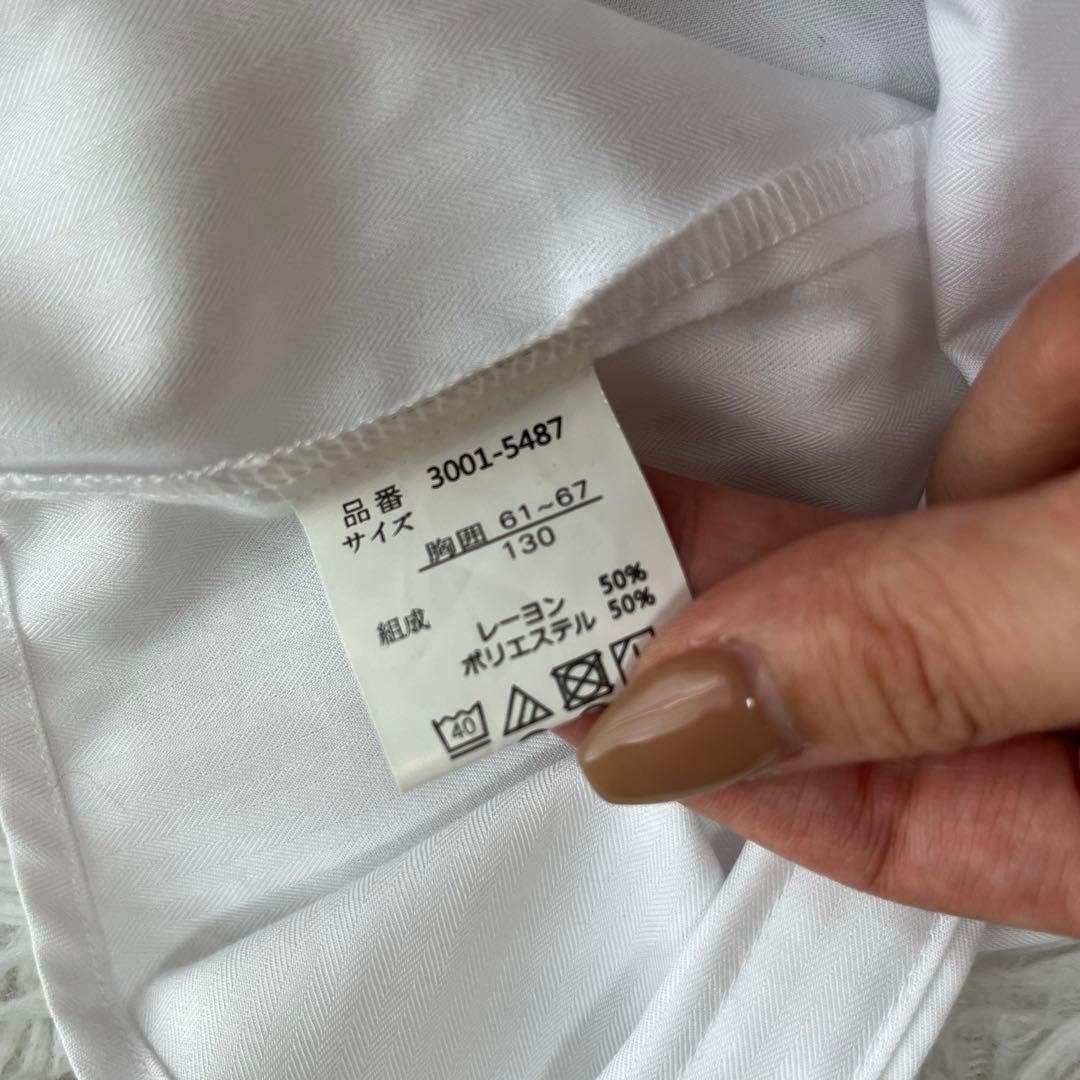 品番 3001-5487
サイズ 胸囲 61~67
130
組成 レーヨン 50%
ポリエステル 50%
40